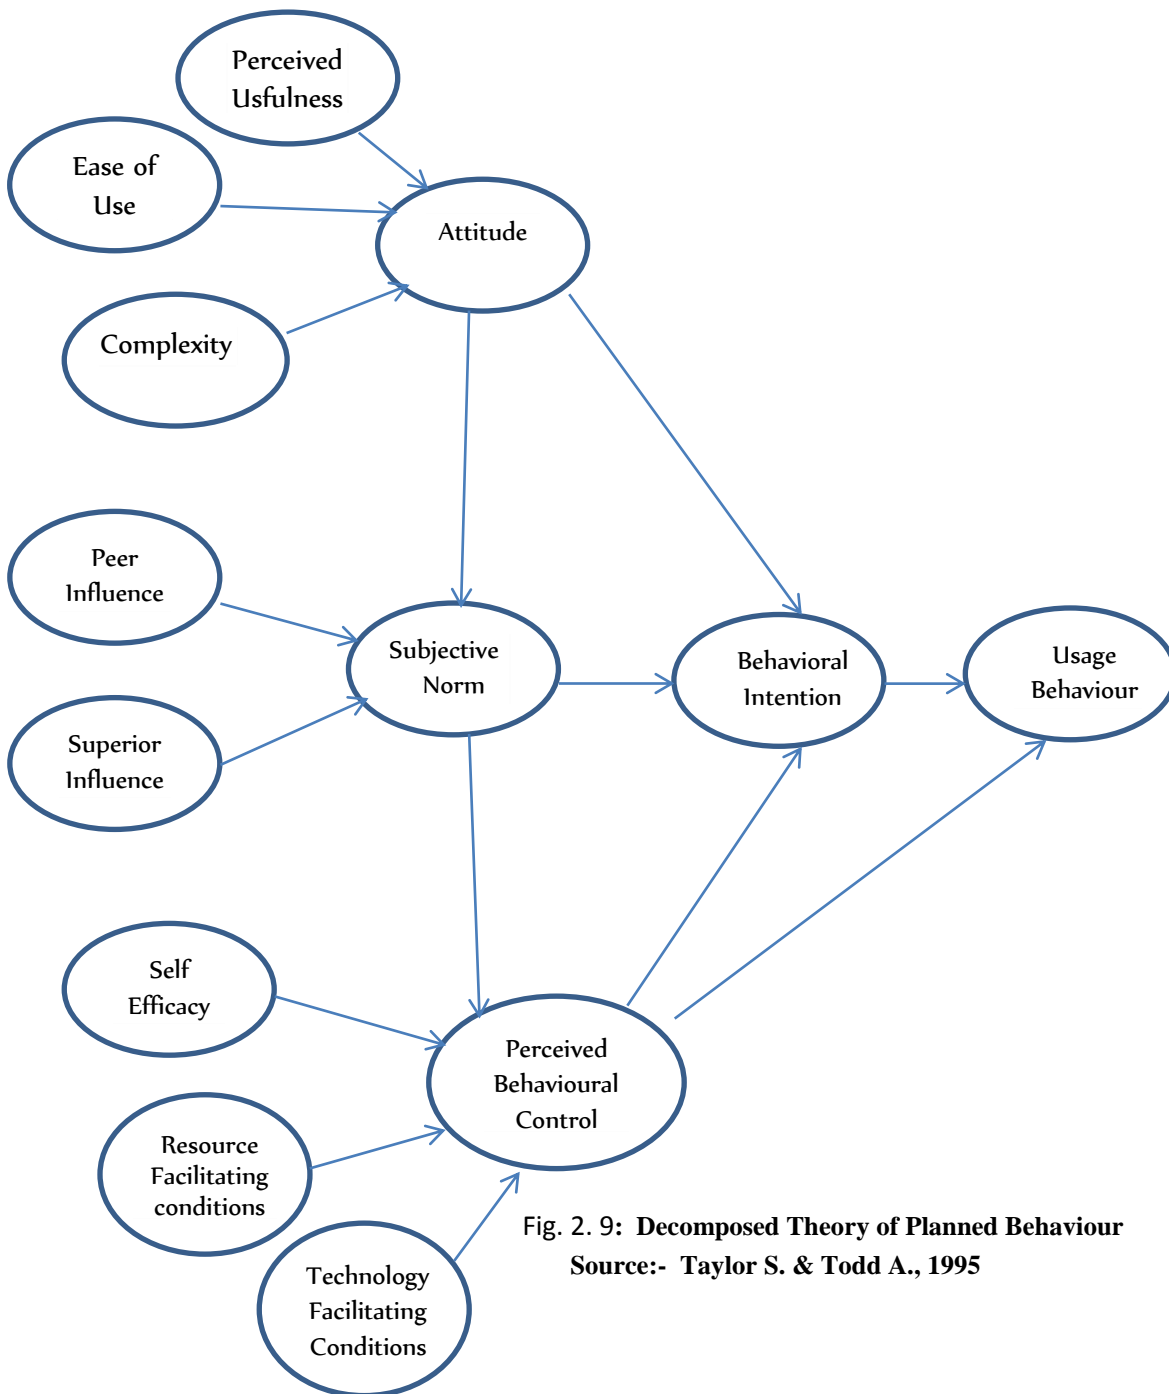 Perceived
Usfulness
Ease of
Use
Attitude
Complexity
Peer
Influence
Subjective
Norm
Behavioral
Intention
Usage
Behaviour
Superior
Influence
Self
Efficacy
Perceived
Behavioural
Control
Resource
Facilitating
conditions
Technology
Facilitating
Conditions
Fig. 2. 9: Decomposed Theory of Planned Behaviour
Source:- Taylor S. & Todd A., 1995